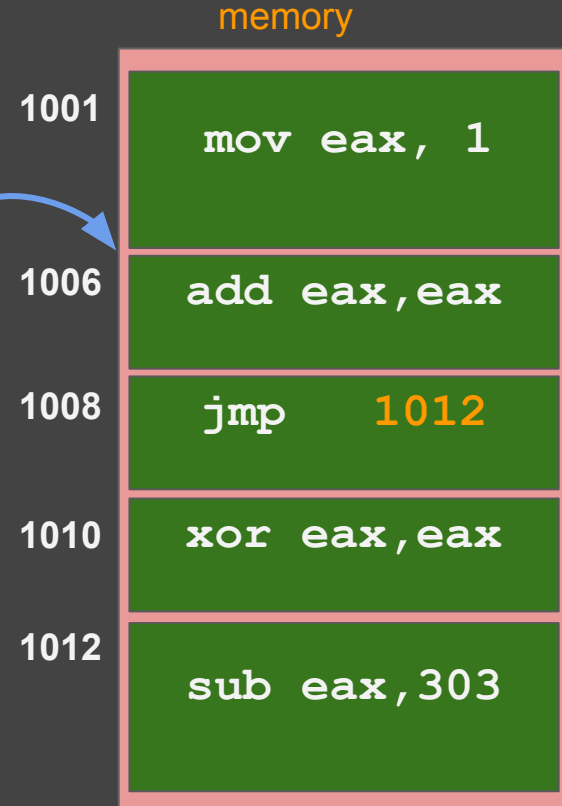 memory
1001 mov eax, 1
1006 add eax,eax
1008 jmp 1012
1010 xor eax,eax
1012 sub eax,303